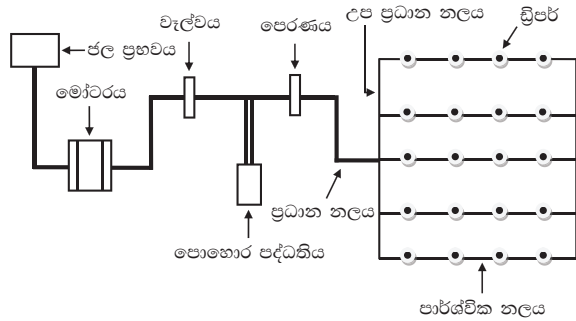 උප ප්‍රධාන නලය
ඩ්‍රිපර්
වෑල්වය
පෙරණය
ජල ප්‍රභවය
මෝටරය
ප්‍රධාන නලය
පොහොර පද්ධතිය
පාර්ශ්වික නලය